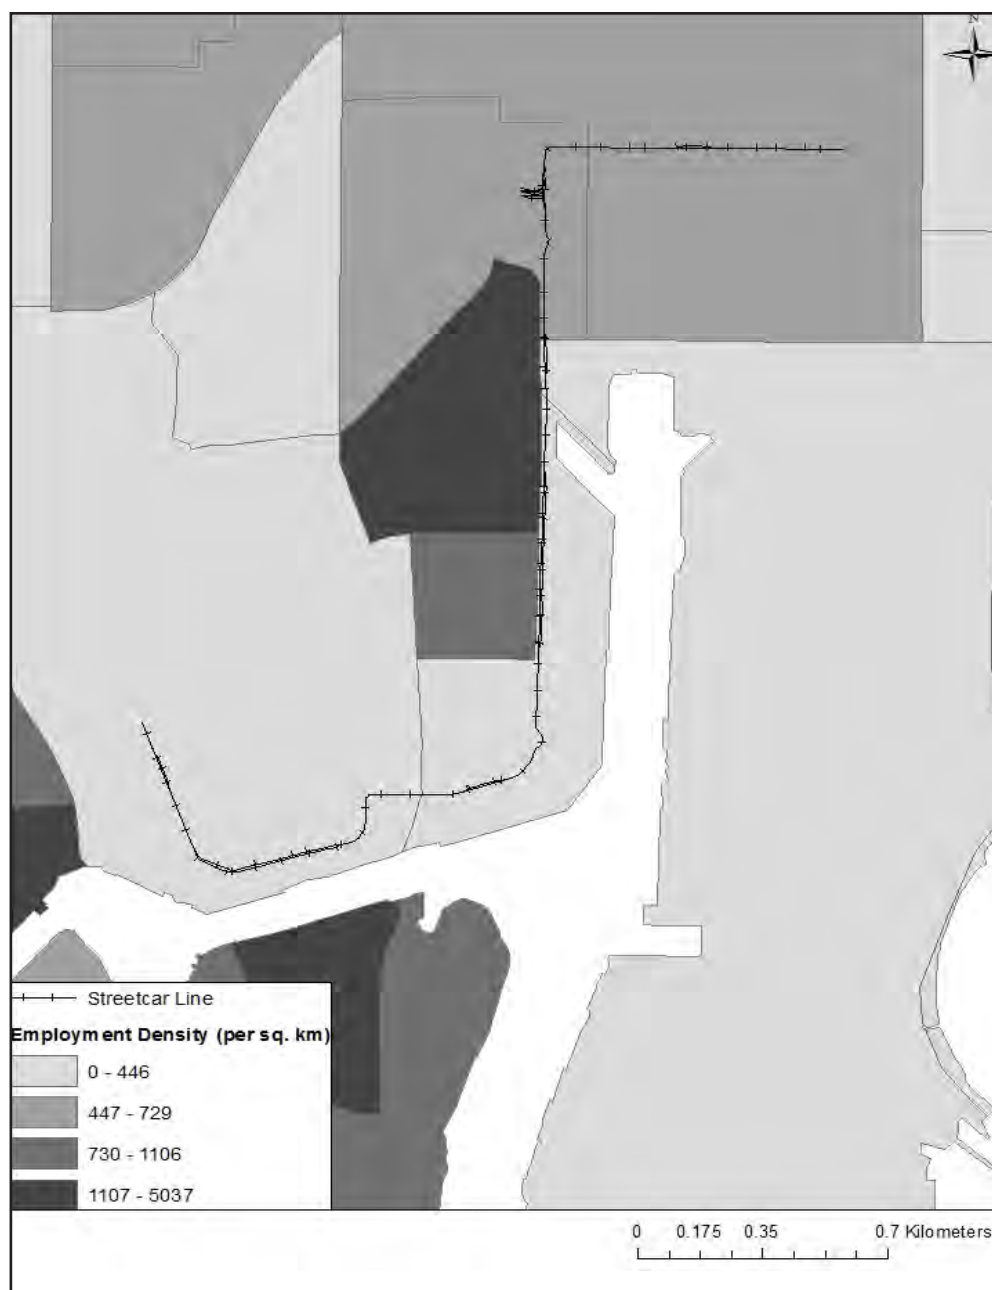 N
Streetcar Line
Employment Density (per sq. km)
0 - 446
447 - 729
730 - 1106
1107 - 5037
0 0.175 0.35 0.7 Kilometers